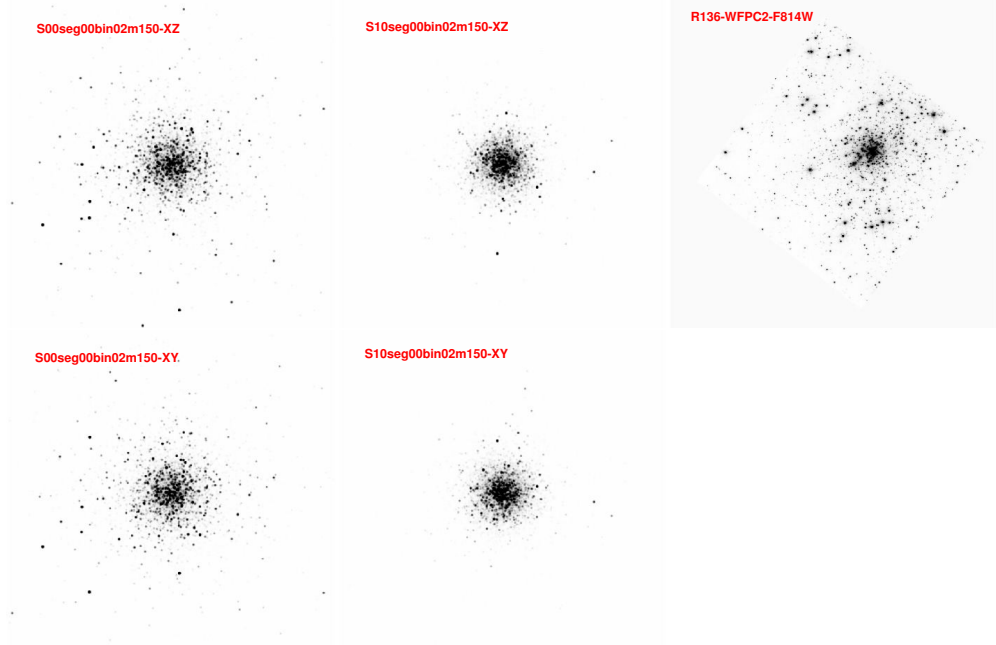 S00seg00bin02m150-XZ
S10seg00bin02m150-XZ
R136-WFPC2-F814W
S00seg00bin02m150-XY
S10seg00bin02m150-XY